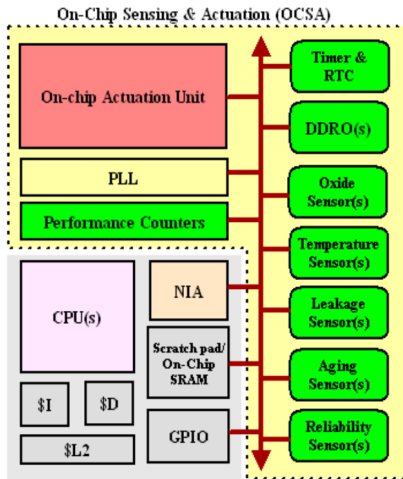 On-Chip Sensing & Actuation (OCSA)
On-chip Actuation Unit
PLL
Performance Counters
CPU(s)
NIA
Scratch pad/
On-Chip
SRAM
$I
$D
$L2
GPIO
Timer &
RTC
DDRO(s)
Oxide
Sensor(s)
Temperature
Sensor(s)
Leakage
Sensor(s)
Aging
Sensor(s)
Reliability
Sensor(s)